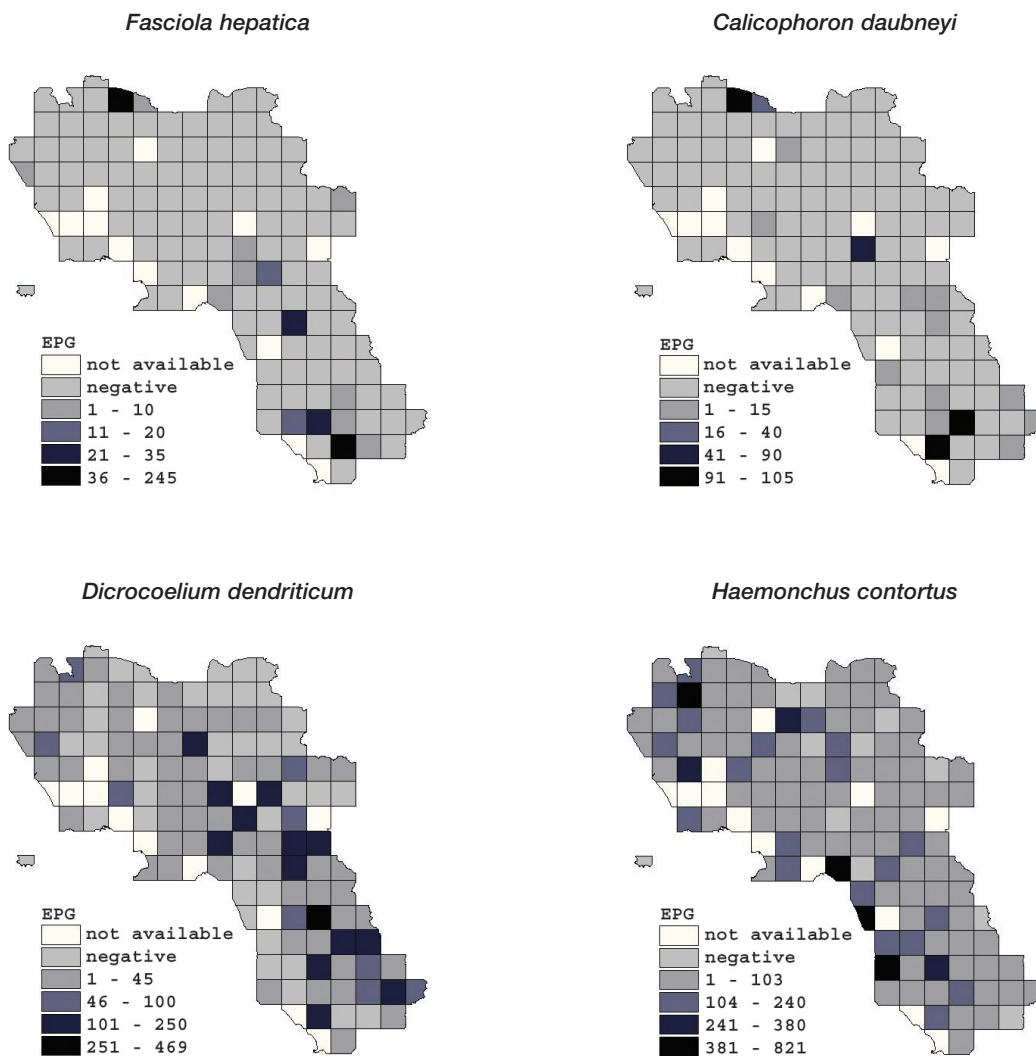 Fasciola hepatica
EPG
not available
negative
1 - 10
11 - 20
21 - 35
36 - 245
Calicophoron daubneyi
EPG
not available
negative
1 - 15
16 - 40
41 - 90
91 - 105
Dicrocoelium dendriticum
EPG
not available
negative
1 - 45
46 - 100
101 - 250
251 - 469
Haemonchus contortus
EPG
not available
negative
1 - 103
104 - 240
241 - 380
381 - 821